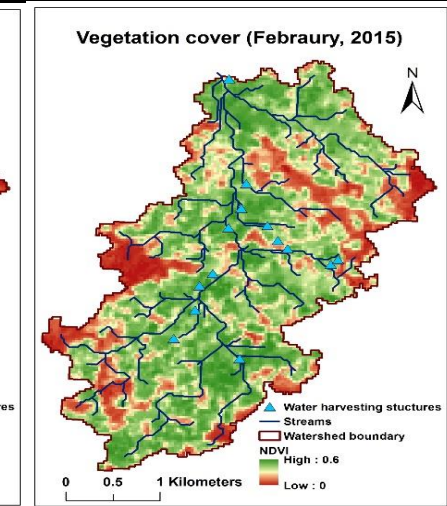 Vegetation cover (Febraury, 2015)
N
res
Water harvesting stuctures
Streams
Watershed boundary
NDVI
High : 0.6
Low : 0
0 0.5 1 Kilometers